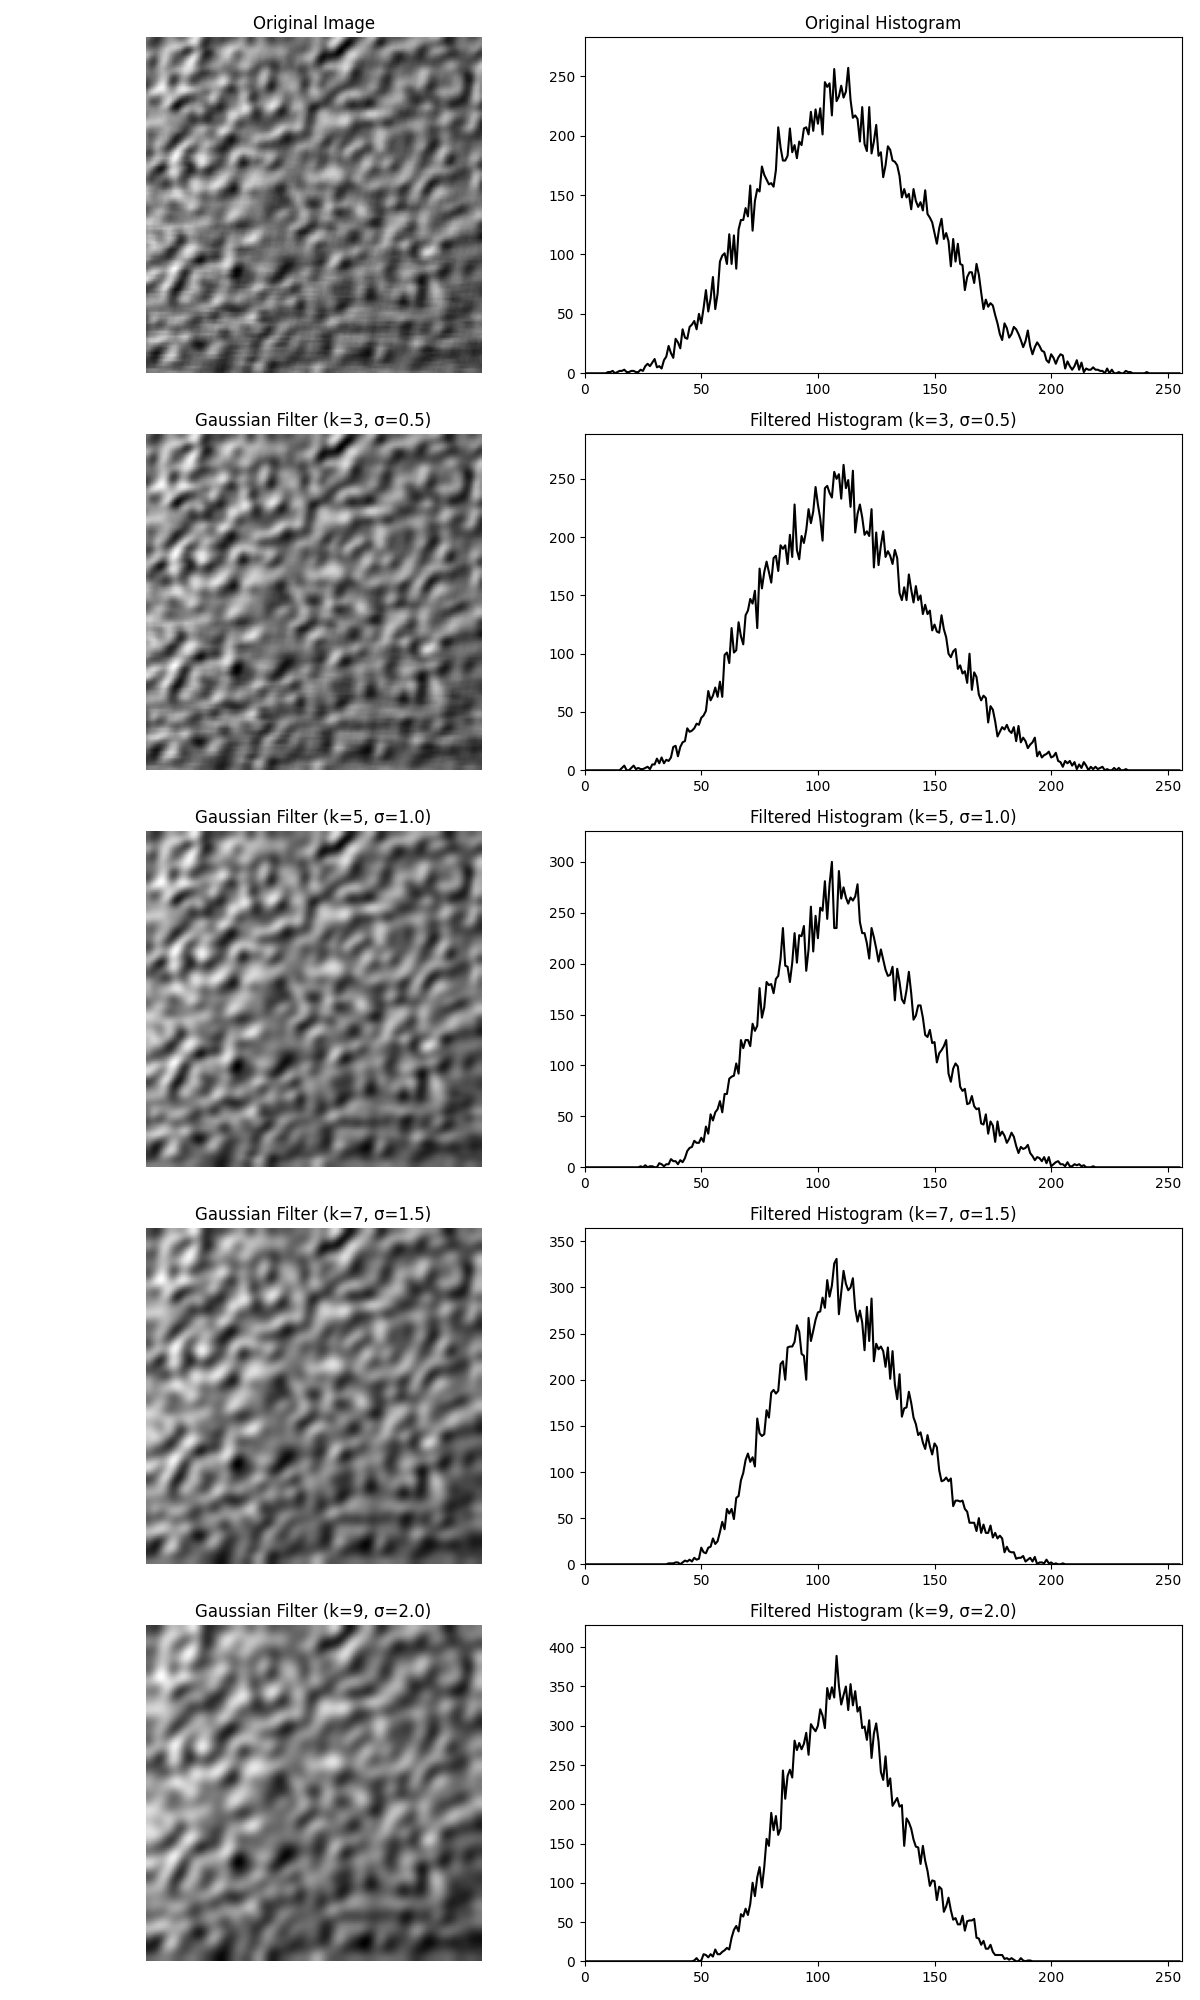 Original Image
Original Histogram
250
200
150
100
50
0
0 50 100 150 200 250
Gaussian Filter (k=3, σ=0.5)
Filtered Histogram (k=3, σ=0.5)
250
200
150
100
50
0
0 50 100 150 200 250
Gaussian Filter (k=5, σ=1.0)
Filtered Histogram (k=5, σ=1.0)
300
250
200
150
100
50
0
0 50 100 150 200 250
Gaussian Filter (k=7, σ=1.5)
Filtered Histogram (k=7, σ=1.5)
350
300
250
200
150
100
50
0
0 50 100 150 200 250
Gaussian Filter (k=9, σ=2.0)
Filtered Histogram (k=9, σ=2.0)
400
350
300
250
200
150
100
50
0
0 50 100 150 200 250